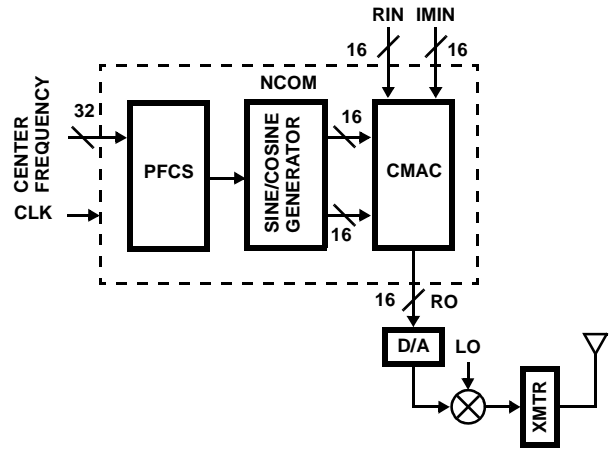 RIN IMIN
16 16
NCOM
CENTER
FREQUENCY
32
CLK
PFCS
SINE/COSINE
GENERATOR
16
16
CMAC
16 RO
D/A
LO
XMTR